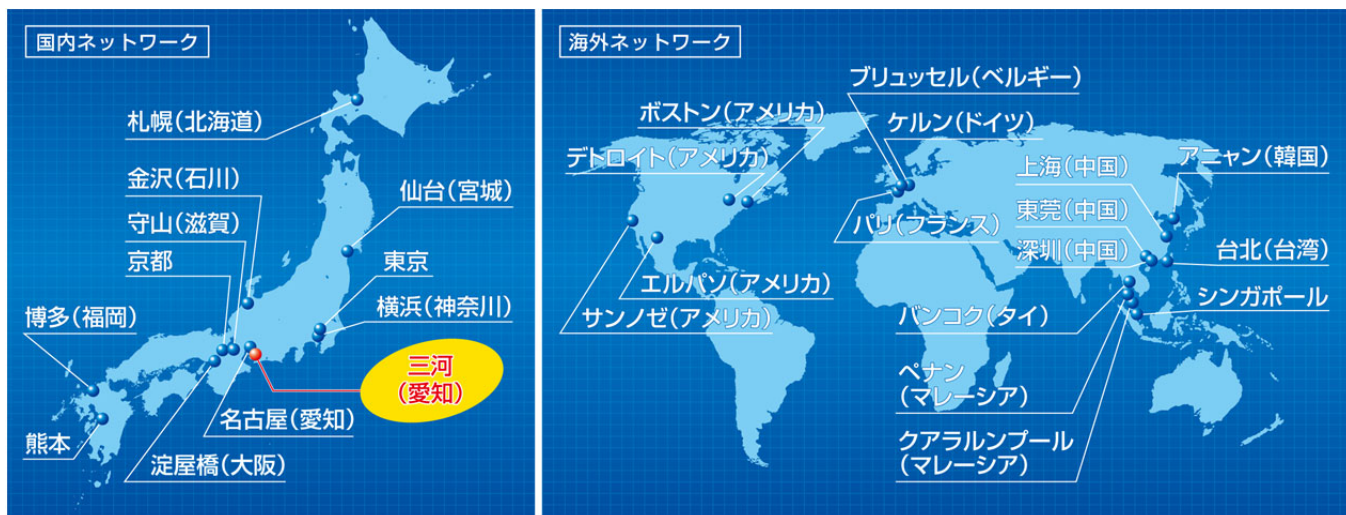 国内ネットワーク
札幌(北海道)
金沢(石川)
守山(滋賀)
京都
博多(福岡)
熊本
淀屋橋(大阪)
名古屋(愛知)
三河
(愛知)
横浜(神奈川)
東京
仙台(宮城)
海外ネットワーク
ブリュッセル(ベルギー)
ボストン(アメリカ)
ケルン(ドイツ)
デトロイト(アメリカ)
アニャン(韓国)
上海(中国)
東莞(中国)
パリ(フランス)
深圳(中国)
台北(台湾)
エルパソ(アメリカ)
シンガポール
サンノゼ(アメリカ)
バンコク(タイ)
ペナン
(マレーシア)
クアラルンプール
(マレーシア)